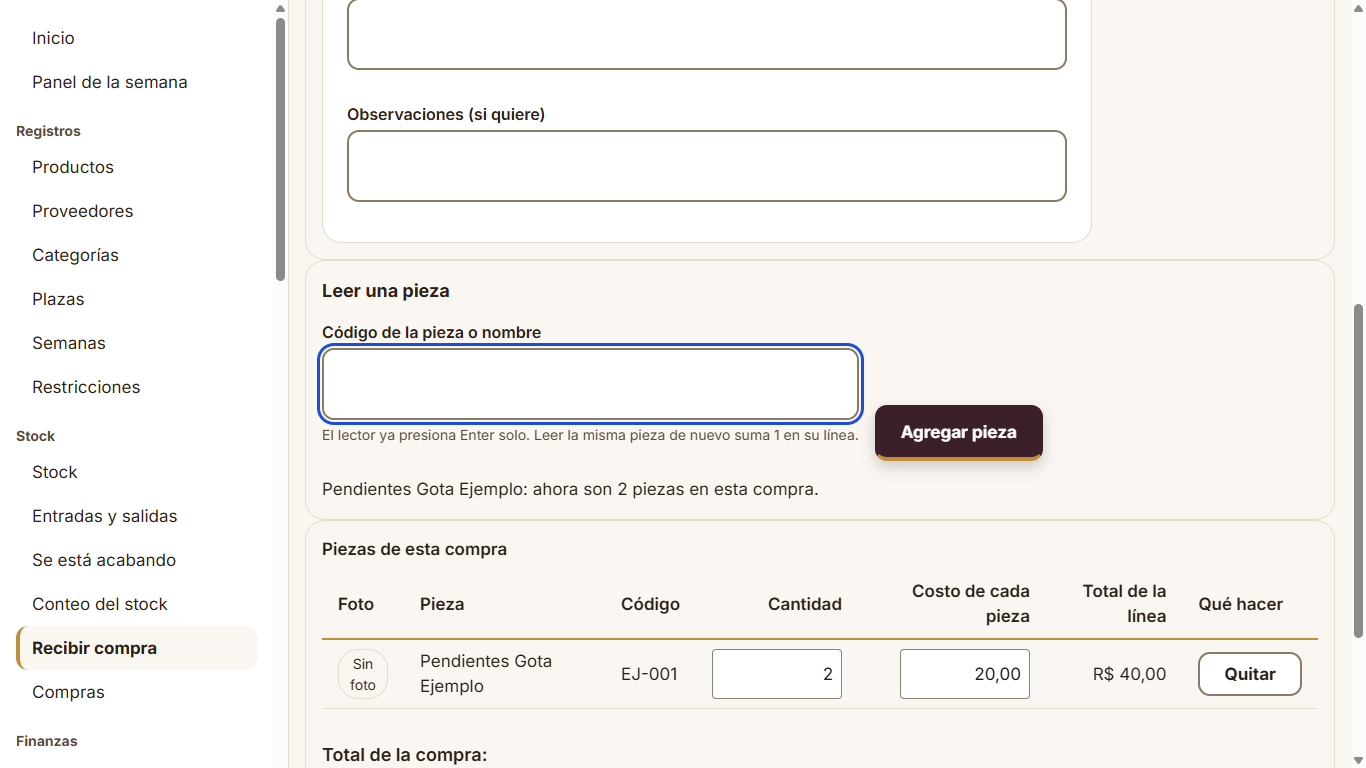 Inicio
Panel de la semana
Registros
Productos
Proveedores
Categorías
Plazas
Semanas
Restricciones
Stock
Stock
Entradas y salidas
Se está acabando
Conteo del stock
Recibir compra
Compras
Finanzas
Observaciones (si quiere)
Leer una pieza
Código de la pieza o nombre
El lector ya presiona Enter solo. Leer la misma pieza de nuevo suma 1 en su línea.
Agregar pieza
Pendientes Gota Ejemplo: ahora son 2 piezas en esta compra.
Piezas de esta compra
Foto Pieza Código Cantidad Costo de cada pieza Total de la línea Qué hacer
Sin foto Pendientes Gota Ejemplo EJ-001 2 20,00 R$ 40,00 Quitar
Total de la compra: